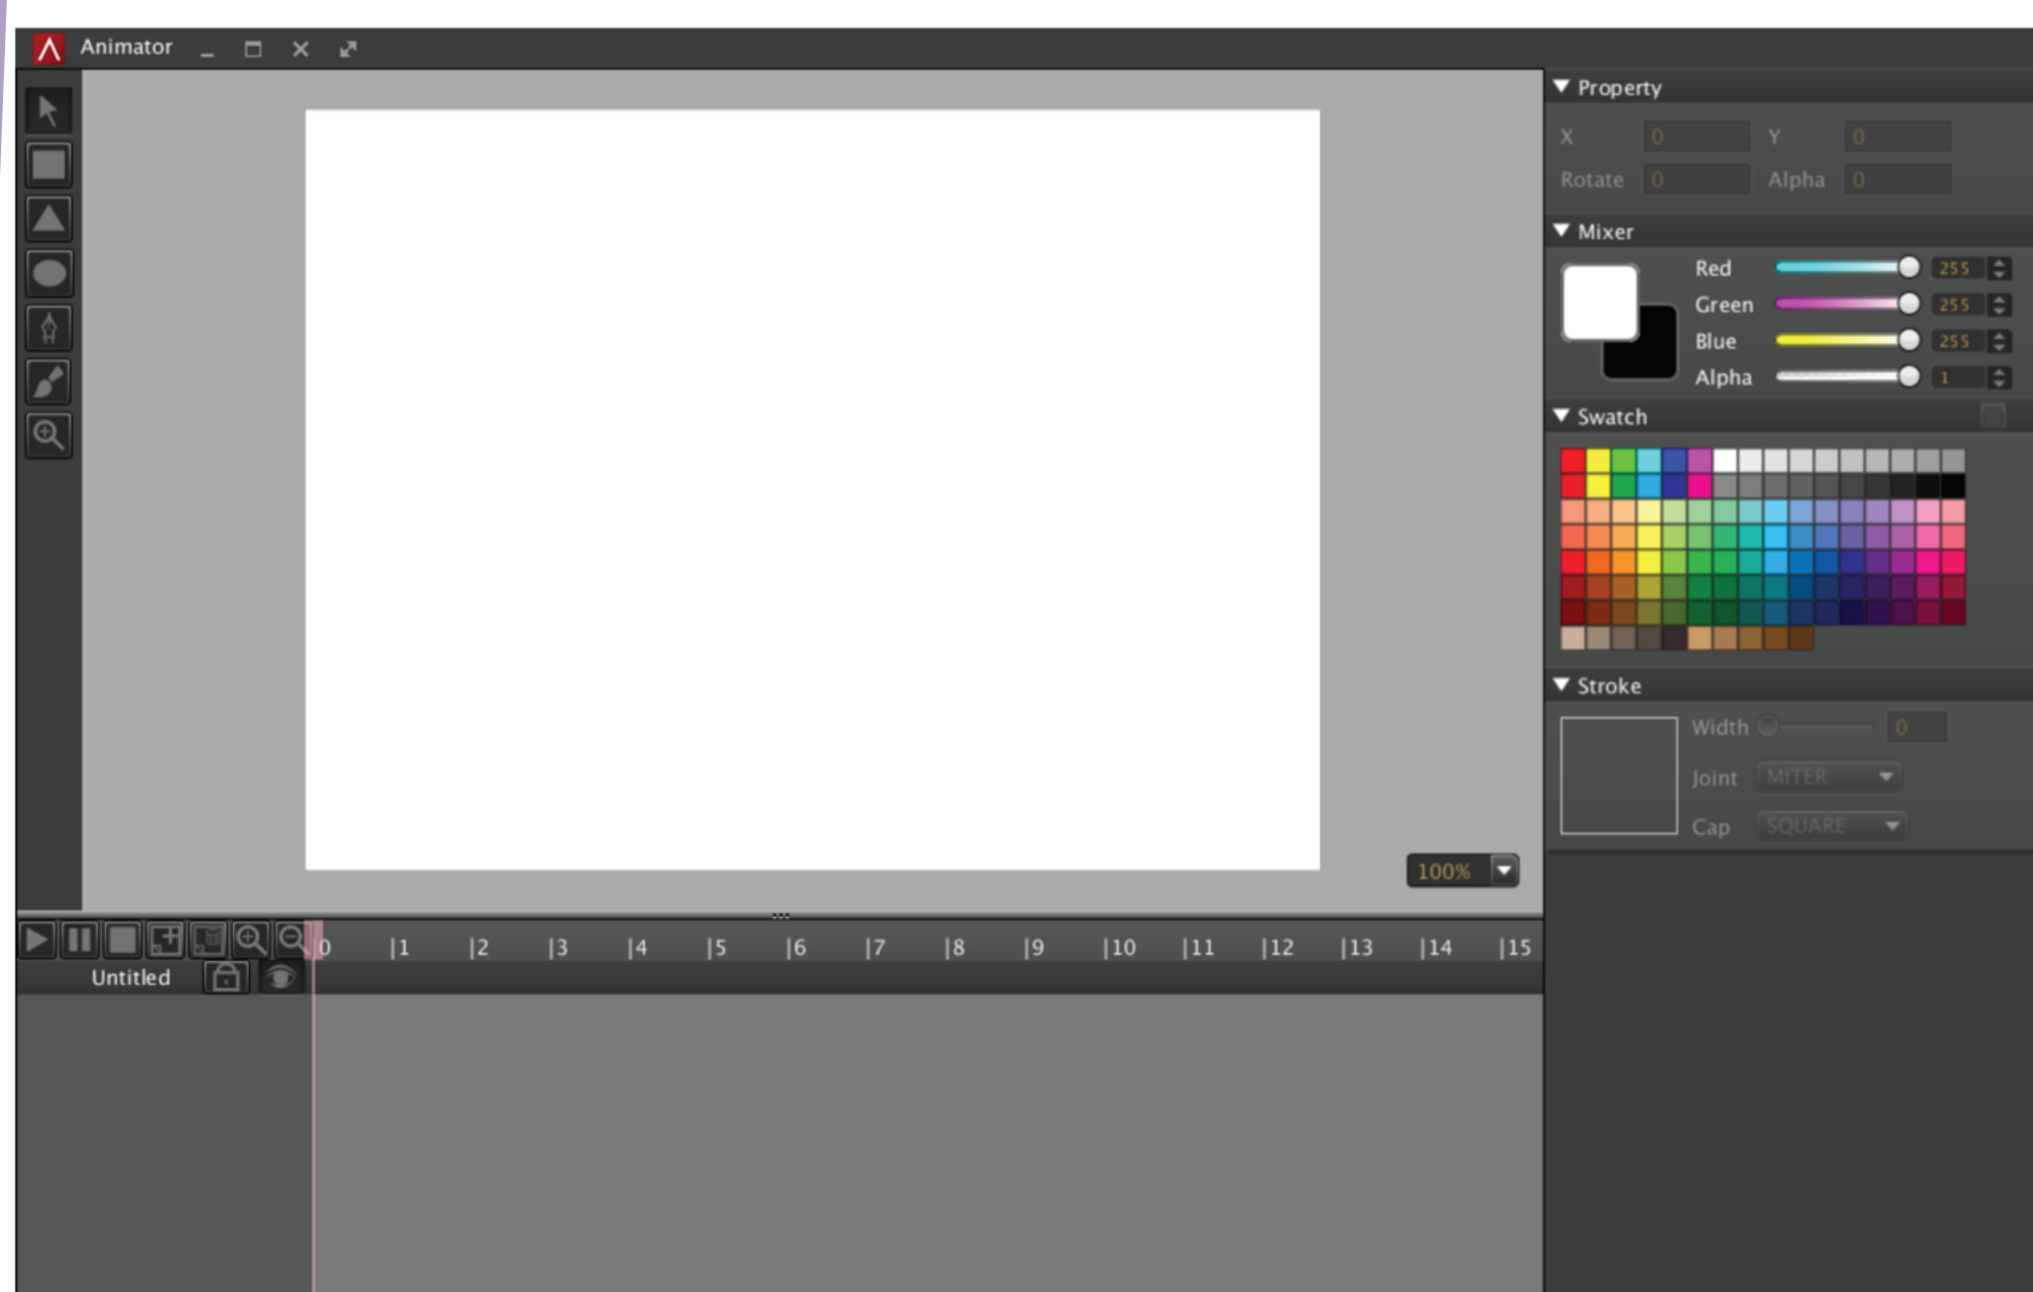 Animator
Property
X 0 Y 0
Rotate 0 Alpha 0
Mixer
Red 255
Green 255
Blue 255
Alpha 1
Swatch
Stroke
Width 0
Joint MITER
Cap SQUARE
100%
|0 |1 |2 |3 |4 |5 |6 |7 |8 |9 |10 |11 |12 |13 |14 |15
Untitled